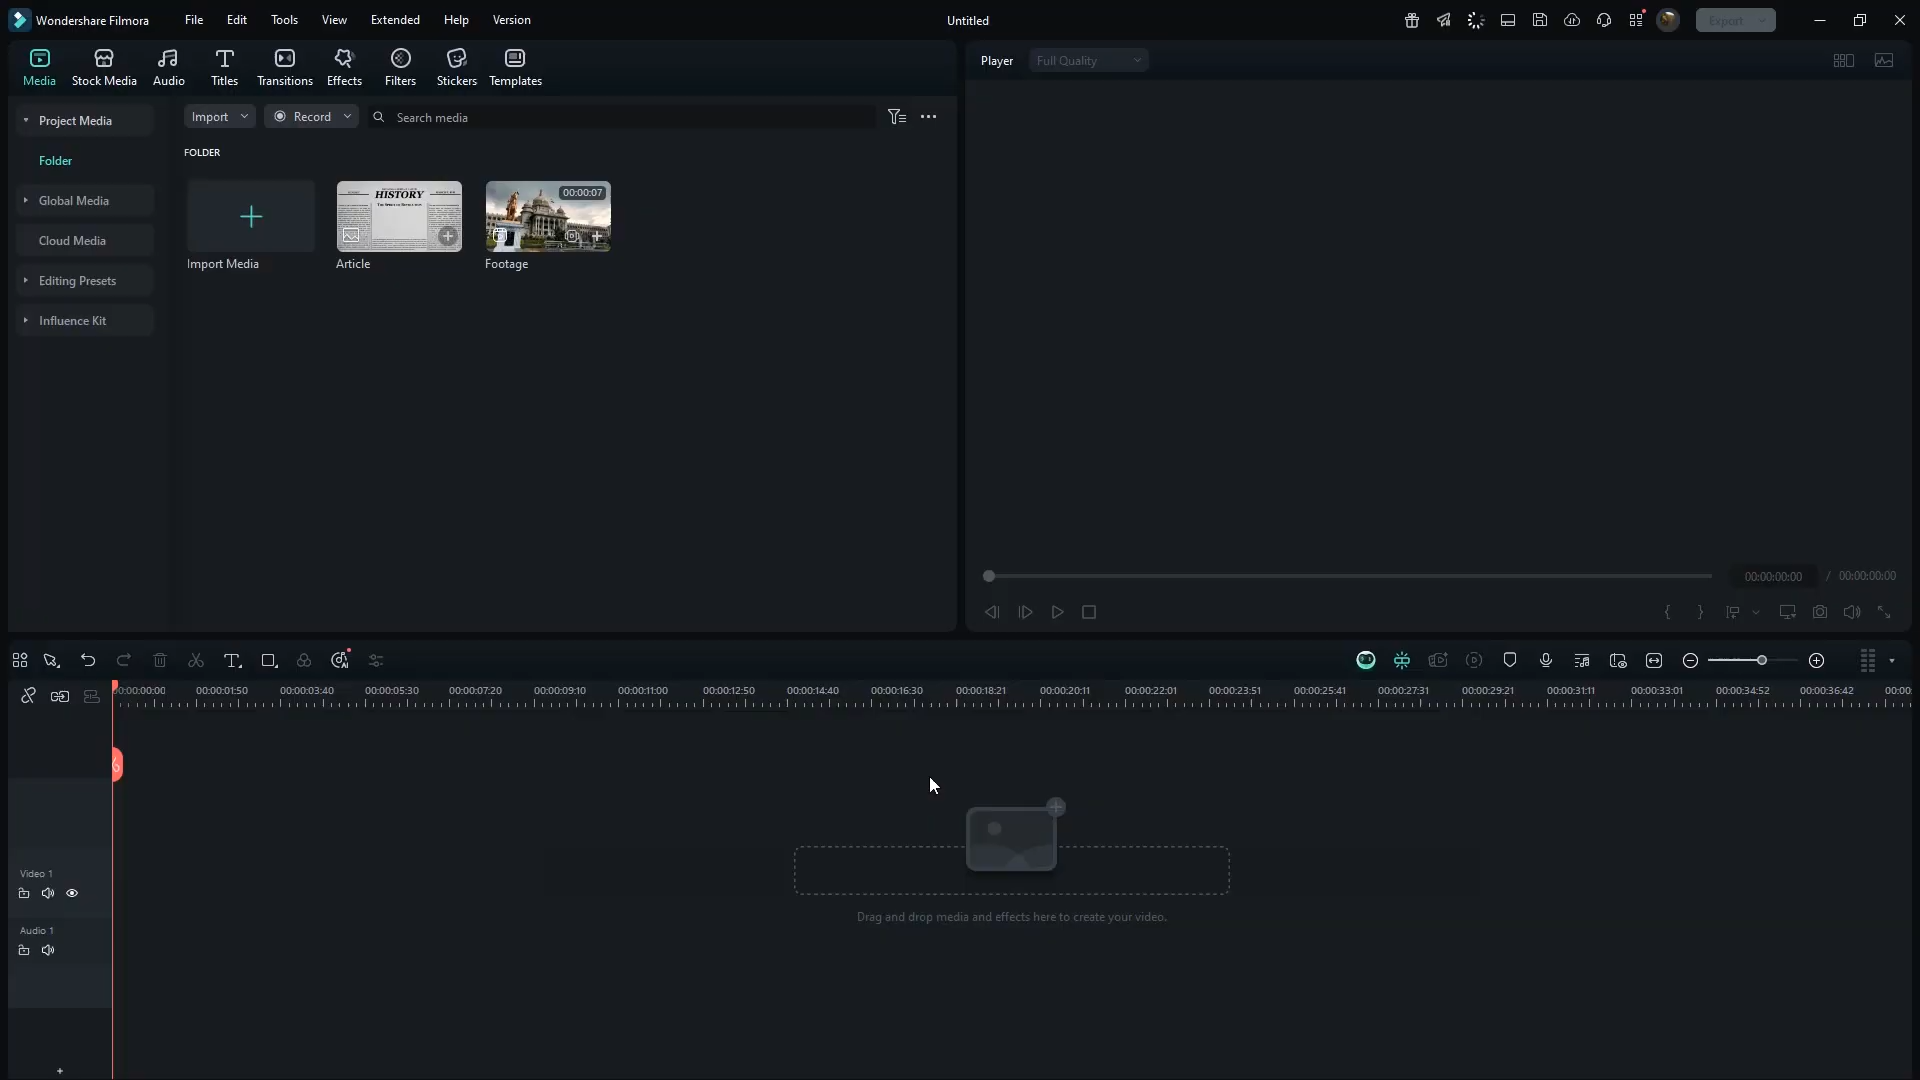 Wondershare Filmora
File
Edit
Tools
View
Extended
Help
Version
Untitled
Export
Media
Stock Media
Audio
Titles
Transitions
Effects
Filters
Stickers
Templates
Player
Full Quality
Project Media
Import
Record
Search media
FOLDER
Folder
Global Media
Cloud Media
Editing Presets
Influence Kit
HISTORY
00:00:07
Import Media
Article
Footage
00:00:00:00 / 00:00:00:00
00:00:00:00
00:00:01:50
00:00:03:40
00:00:05:30
00:00:07:20
00:00:09:10
00:00:11:00
00:00:12:50
00:00:14:40
00:00:16:30
00:00:18:21
00:00:20:11
00:00:22:01
00:00:23:51
00:00:25:41
00:00:27:31
00:00:29:21
00:00:31:11
00:00:33:01
00:00:34:52
00:00:36:42
00:00:
Video 1
Audio 1
Drag and drop media and effects here to create your video.